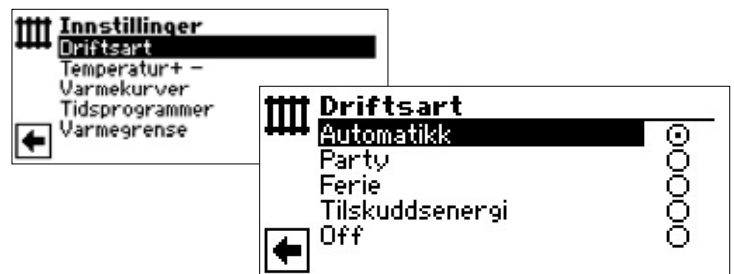 Innstillinger
Driftsart
Temperatur+ -
Varmekurver
Tidsprogrammer
Varmegrense
Driftsart
Automatikk
Party
Ferie
Tilskuddsenergi
Off